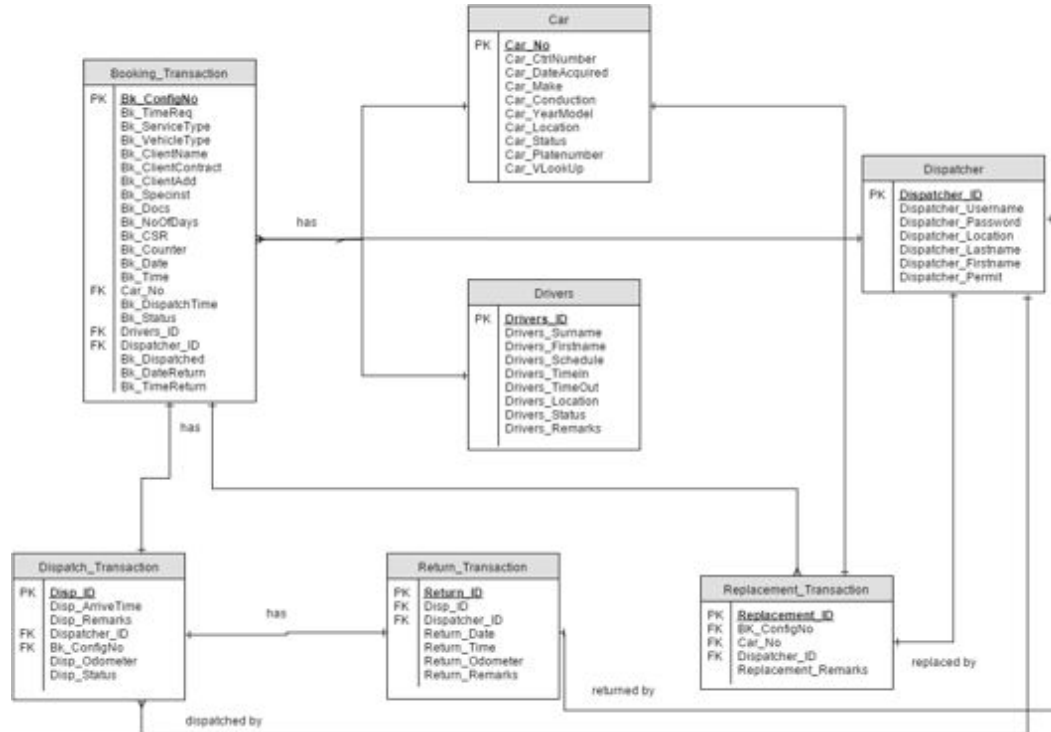 Car
PK Car_No
Car_CtrlNumber
Car_DateAcquired
Car_Make
Car_Conduction
Car_YearModel
Car_Location
Car_Status
Car_Platenumber
Car_VLookUp
Booking_Transaction
PK Bk_ConfigNo
Bk_TimeReq
Bk_ServiceType
Bk_VehicleType
Bk_ClientName
Bk_ClientContract
Bk_ClientAdd
Bk_Specinst
Bk_Docs
Bk_NoOfDays
Bk_CSR
Bk_Counter
Bk_Date
Bk_Time
FK Car_No
Bk_DispatchTime
Bk_Status
FK Drivers_ID
FK Dispatcher_ID
Bk_Dispatched
Bk_DateReturn
Bk_TimeReturn
has
Dispatcher
PK Dispatcher_ID
Dispatcher_Username
Dispatcher_Password
Dispatcher_Location
Dispatcher_Lastname
Dispatcher_Firstname
Dispatcher_Permit
Drivers
PK Drivers_ID
Drivers_Surname
Drivers_Firstname
Drivers_Schedule
Drivers_TimeIn
Drivers_TimeOut
Drivers_Location
Drivers_Status
Drivers_Remarks
has
Dispatch_Transaction
PK Disp_ID
Disp_ArriveTime
Disp_Remarks
FK Dispatcher_ID
FK Bk_ConfigNo
Disp_Odometer
Disp_Status
has
Return_Transaction
PK Return_ID
FK Disp_ID
FK Dispatcher_ID
Return_Date
Return_Time
Return_Odometer
Return_Remarks
Replacement_Transaction
PK Replacement_ID
FK BK_ConfigNo
FK Car_No
FK Dispatcher_ID
Replacement_Remarks
replaced by
returned by
dispatched by